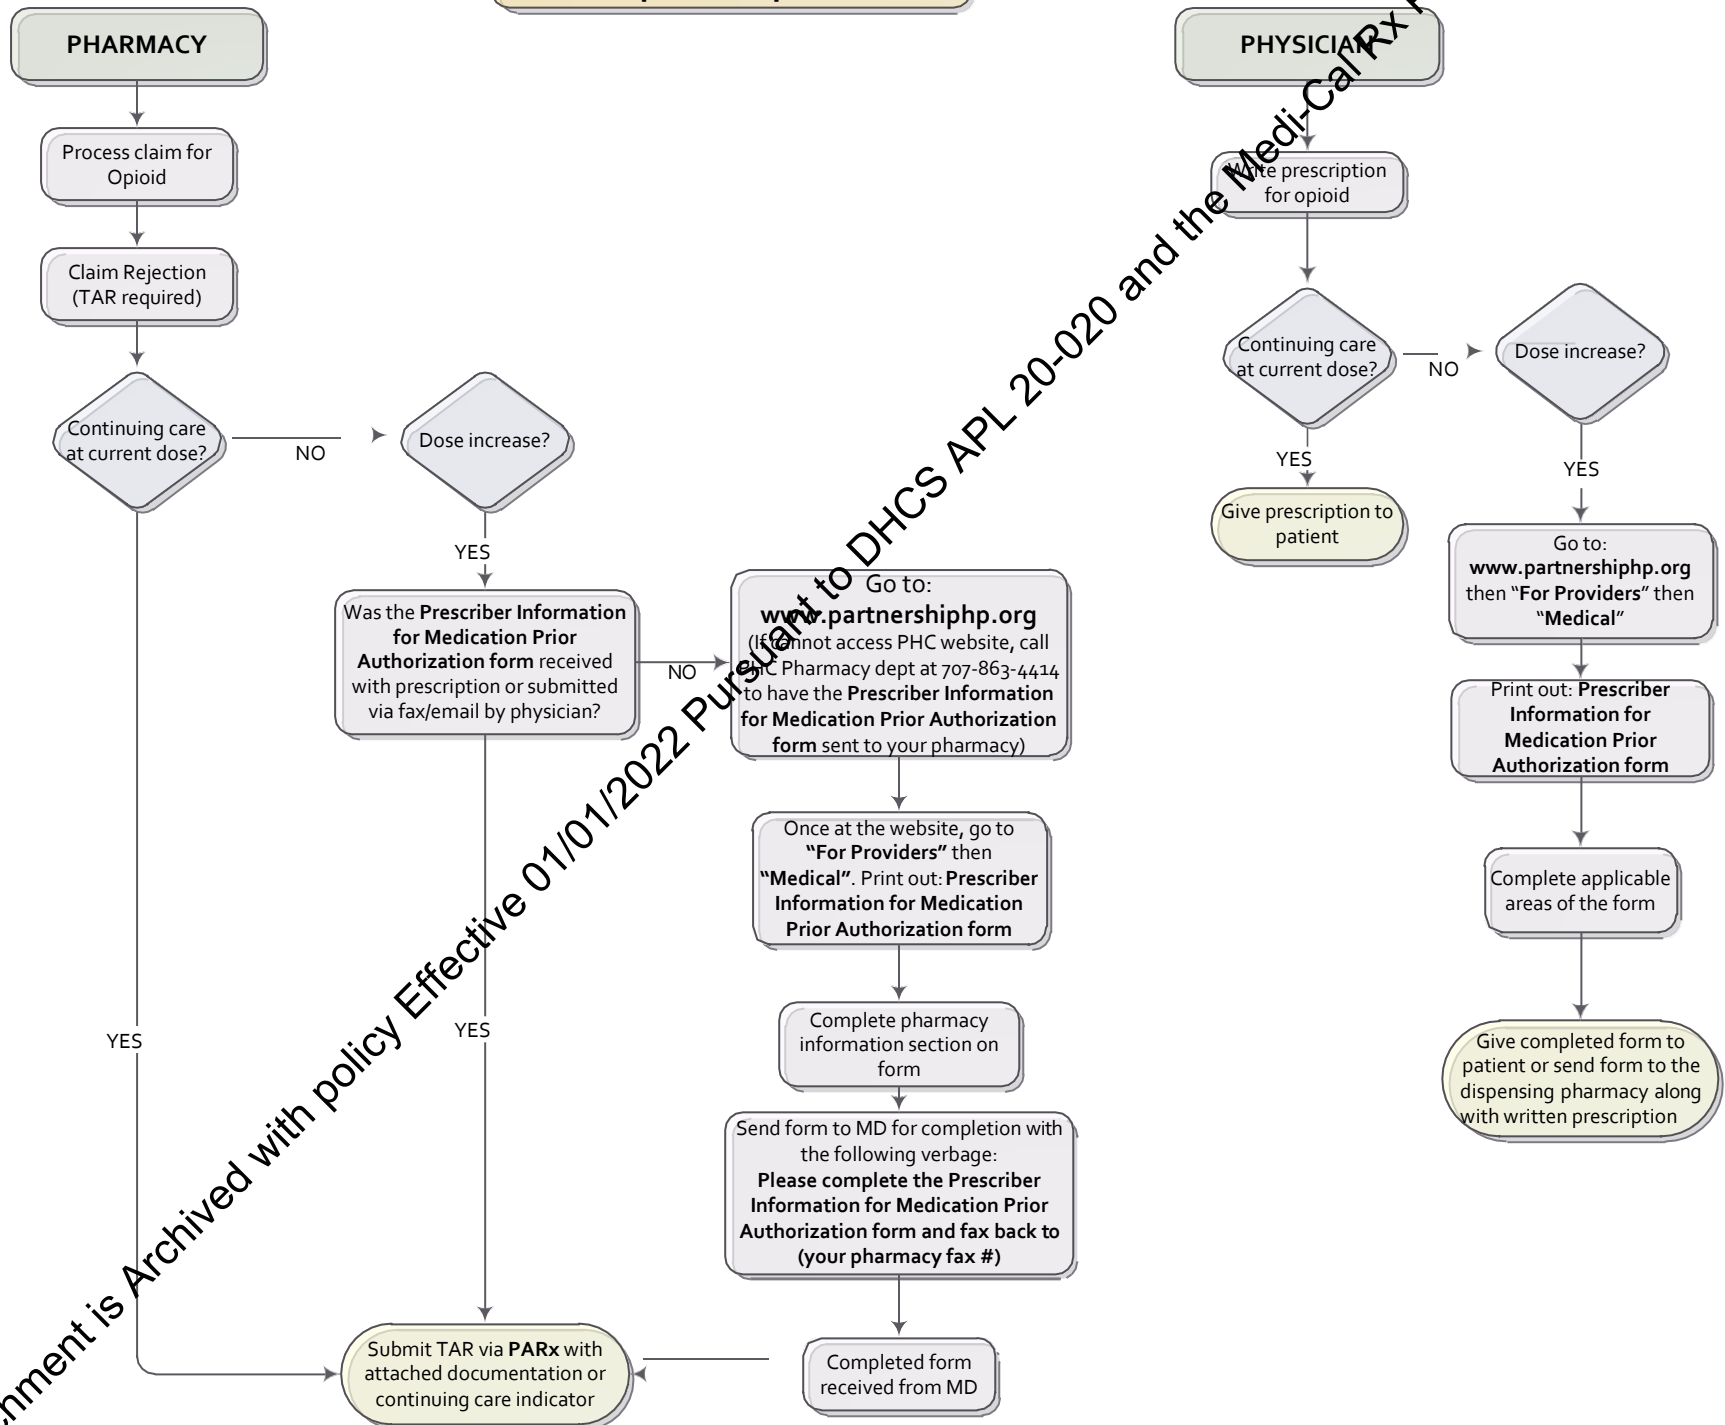 PHARMACY
Process claim for
Opioid
Claim Rejection
(TAR required)
Continuing care
at current dose?
NO
Dose increase?
YES
YES
Was the Prescriber Information
for Medication Prior
Authorization form received
with prescription or submitted
via fax/email by physician?
NO
YES
Go to:
www.partnershiphp.org
(If cannot access PHC website, call
PHC Pharmacy dept at 707-863-4414
to have the Prescriber Information
for Medication Prior Authorization
form sent to your pharmacy)
Once at the website, go to
“For Providers” then
“Medical”. Print out: Prescriber
Information for Medication
Prior Authorization form
Complete pharmacy
information section on
form
Send form to MD for completion with
the following verbage:
Please complete the Prescriber
Information for Medication Prior
Authorization form and fax back to
(your pharmacy fax #)
Completed form
received from MD
Submit TAR via PARx with
attached documentation or
continuing care indicator
PHYSICIAN
Write prescription
for opioid
Continuing care
at current dose?
NO
Dose increase?
YES
Give prescription to
patient
YES
Go to:
www.partnershiphp.org
then “For Providers” then
“Medical”
Print out: Prescriber
Information for
Medication Prior
Authorization form
Complete applicable
areas of the form
Give completed form to
patient or send form to the
dispensing pharmacy along
with written prescription
chment is Archived with policy Effective 01/01/2022 Pursuant to DHCS APL 20-020 and the Medi-Cal Rx